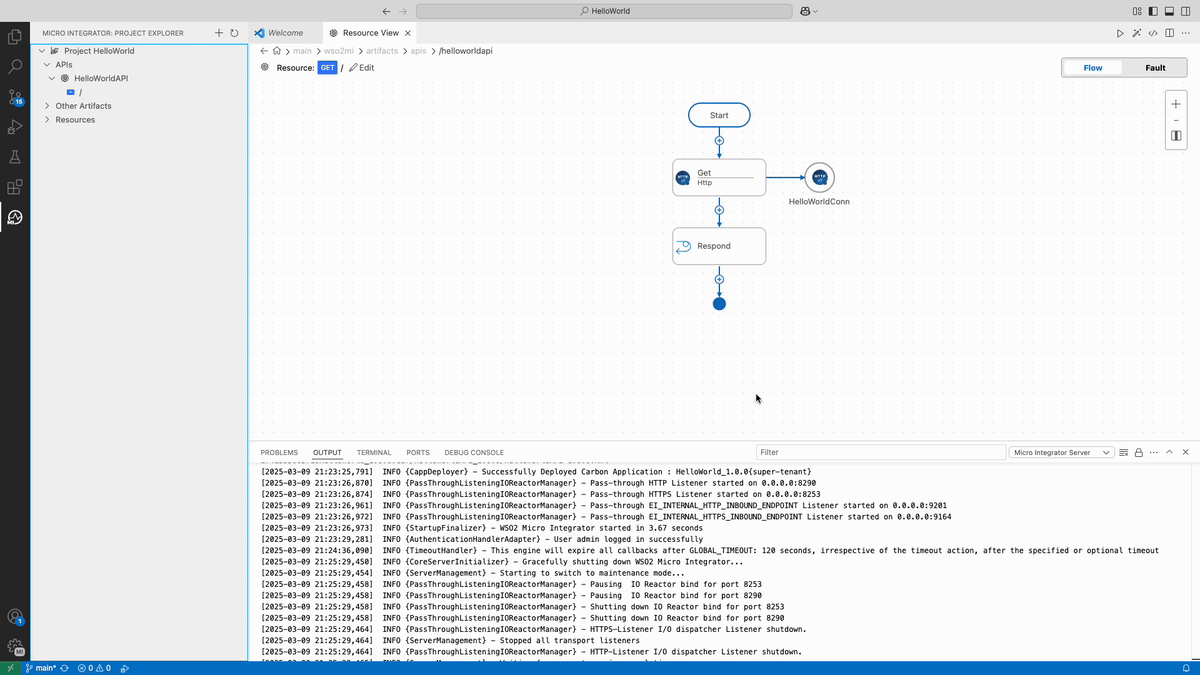 HelloWorld
MICRO INTEGRATOR: PROJECT EXPLORER
Welcome
Resource View
Project HelloWorld
APIs
HelloWorldAPI
/
Other Artifacts
Resources
main > wso2mi > artifacts > apis > /helloworldapi
Resource: GET / Edit
Flow Fault
Start
Get
Http
HelloWorldConn
Respond
PROBLEMS OUTPUT TERMINAL PORTS DEBUG CONSOLE
Filter
Micro Integrator Server
[2025-03-09 21:23:25,791] INFO {CappDeployer} - Successfully Deployed Carbon Application : HelloWorld_1.0.0{super-tenant}
[2025-03-09 21:23:26,870] INFO {PassThroughListeningIOReactorManager} - Pass-through HTTP Listener started on 0.0.0.0:8290
[2025-03-09 21:23:26,874] INFO {PassThroughListeningIOReactorManager} - Pass-through HTTPS Listener started on 0.0.0.0:8253
[2025-03-09 21:23:26,961] INFO {PassThroughListeningIOReactorManager} - Pass-through EI_INTERNAL_HTTP_INBOUND_ENDPOINT Listener started on 0.0.0.0:9201
[2025-03-09 21:23:26,972] INFO {PassThroughListeningIOReactorManager} - Pass-through EI_INTERNAL_HTTPS_INBOUND_ENDPOINT Listener started on 0.0.0.0:9164
[2025-03-09 21:23:26,973] INFO {StartupFinalizer} - WSO2 Micro Integrator started in 3.67 seconds
[2025-03-09 21:23:29,281] INFO {AuthenticationHandlerAdapter} - User admin logged in successfully
[2025-03-09 21:24:36,090] INFO {TimeoutHandler} - This engine will expire all callbacks after GLOBAL_TIMEOUT: 120 seconds, irrespective of the timeout action, after the specified or optional timeout
[2025-03-09 21:25:29,450] INFO {CoreServerInitializer} - Gracefully shutting down WSO2 Micro Integrator...
[2025-03-09 21:25:29,454] INFO {ServerManagement} - Starting to switch to maintenance mode...
[2025-03-09 21:25:29,458] INFO {PassThroughListeningIOReactorManager} - Pausing IO Reactor bind for port 8253
[2025-03-09 21:25:29,458] INFO {PassThroughListeningIOReactorManager} - Pausing IO Reactor bind for port 8290
[2025-03-09 21:25:29,458] INFO {PassThroughListeningIOReactorManager} - Shutting down IO Reactor bind for port 8253
[2025-03-09 21:25:29,458] INFO {PassThroughListeningIOReactorManager} - Shutting down IO Reactor bind for port 8290
[2025-03-09 21:25:29,464] INFO {PassThroughListeningIOReactorManager} - HTTPS-Listener I/O dispatcher Listener shutdown.
[2025-03-09 21:25:29,464] INFO {ServerManagement} - Stopped all transport listeners
[2025-03-09 21:25:29,464] INFO {PassThroughListeningIOReactorManager} - HTTP-Listener I/O dispatcher Listener shutdown.
main* 0 0